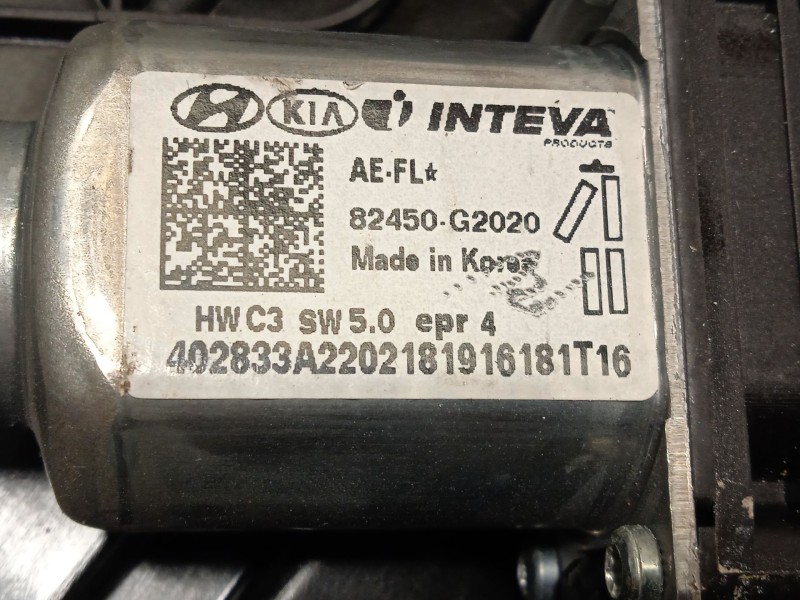 KIA INTEVA
PRODUCTS
AE-FL*
82450-G2020
Made in Korea
HW C3 SW 5.0 epr 4
402833A2202181916181T16